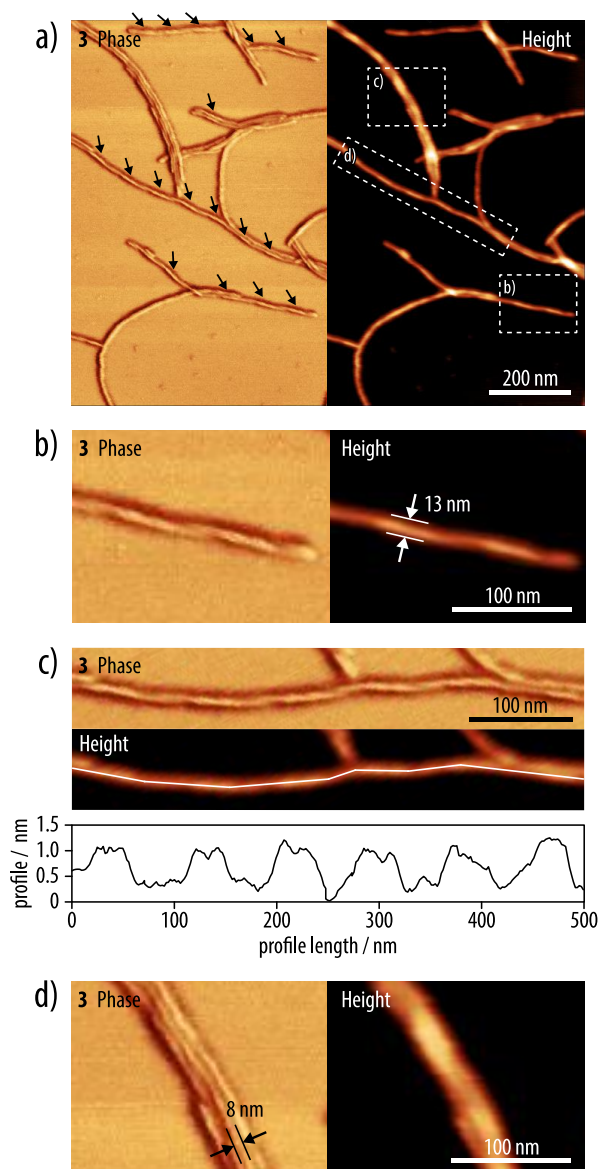 a)
3 Phase
Height
c)
d)
b)
200 nm
b)
3 Phase
Height
13 nm
100 nm
c)
3 Phase
100 nm
Height
profile / nm
1.5
1.0
0.5
0
0 100 200 300 400 500
profile length / nm
d)
3 Phase
Height
8 nm
100 nm